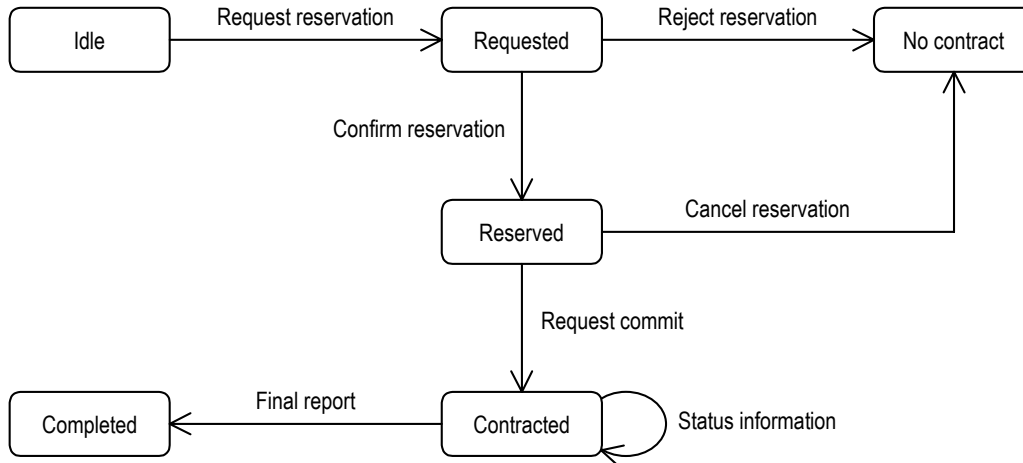 Request reservation
Reject reservation
Idle
Requested
No contract
Confirm reservation
Cancel reservation
Reserved
Request commit
Final report
Completed
Contracted
Status information